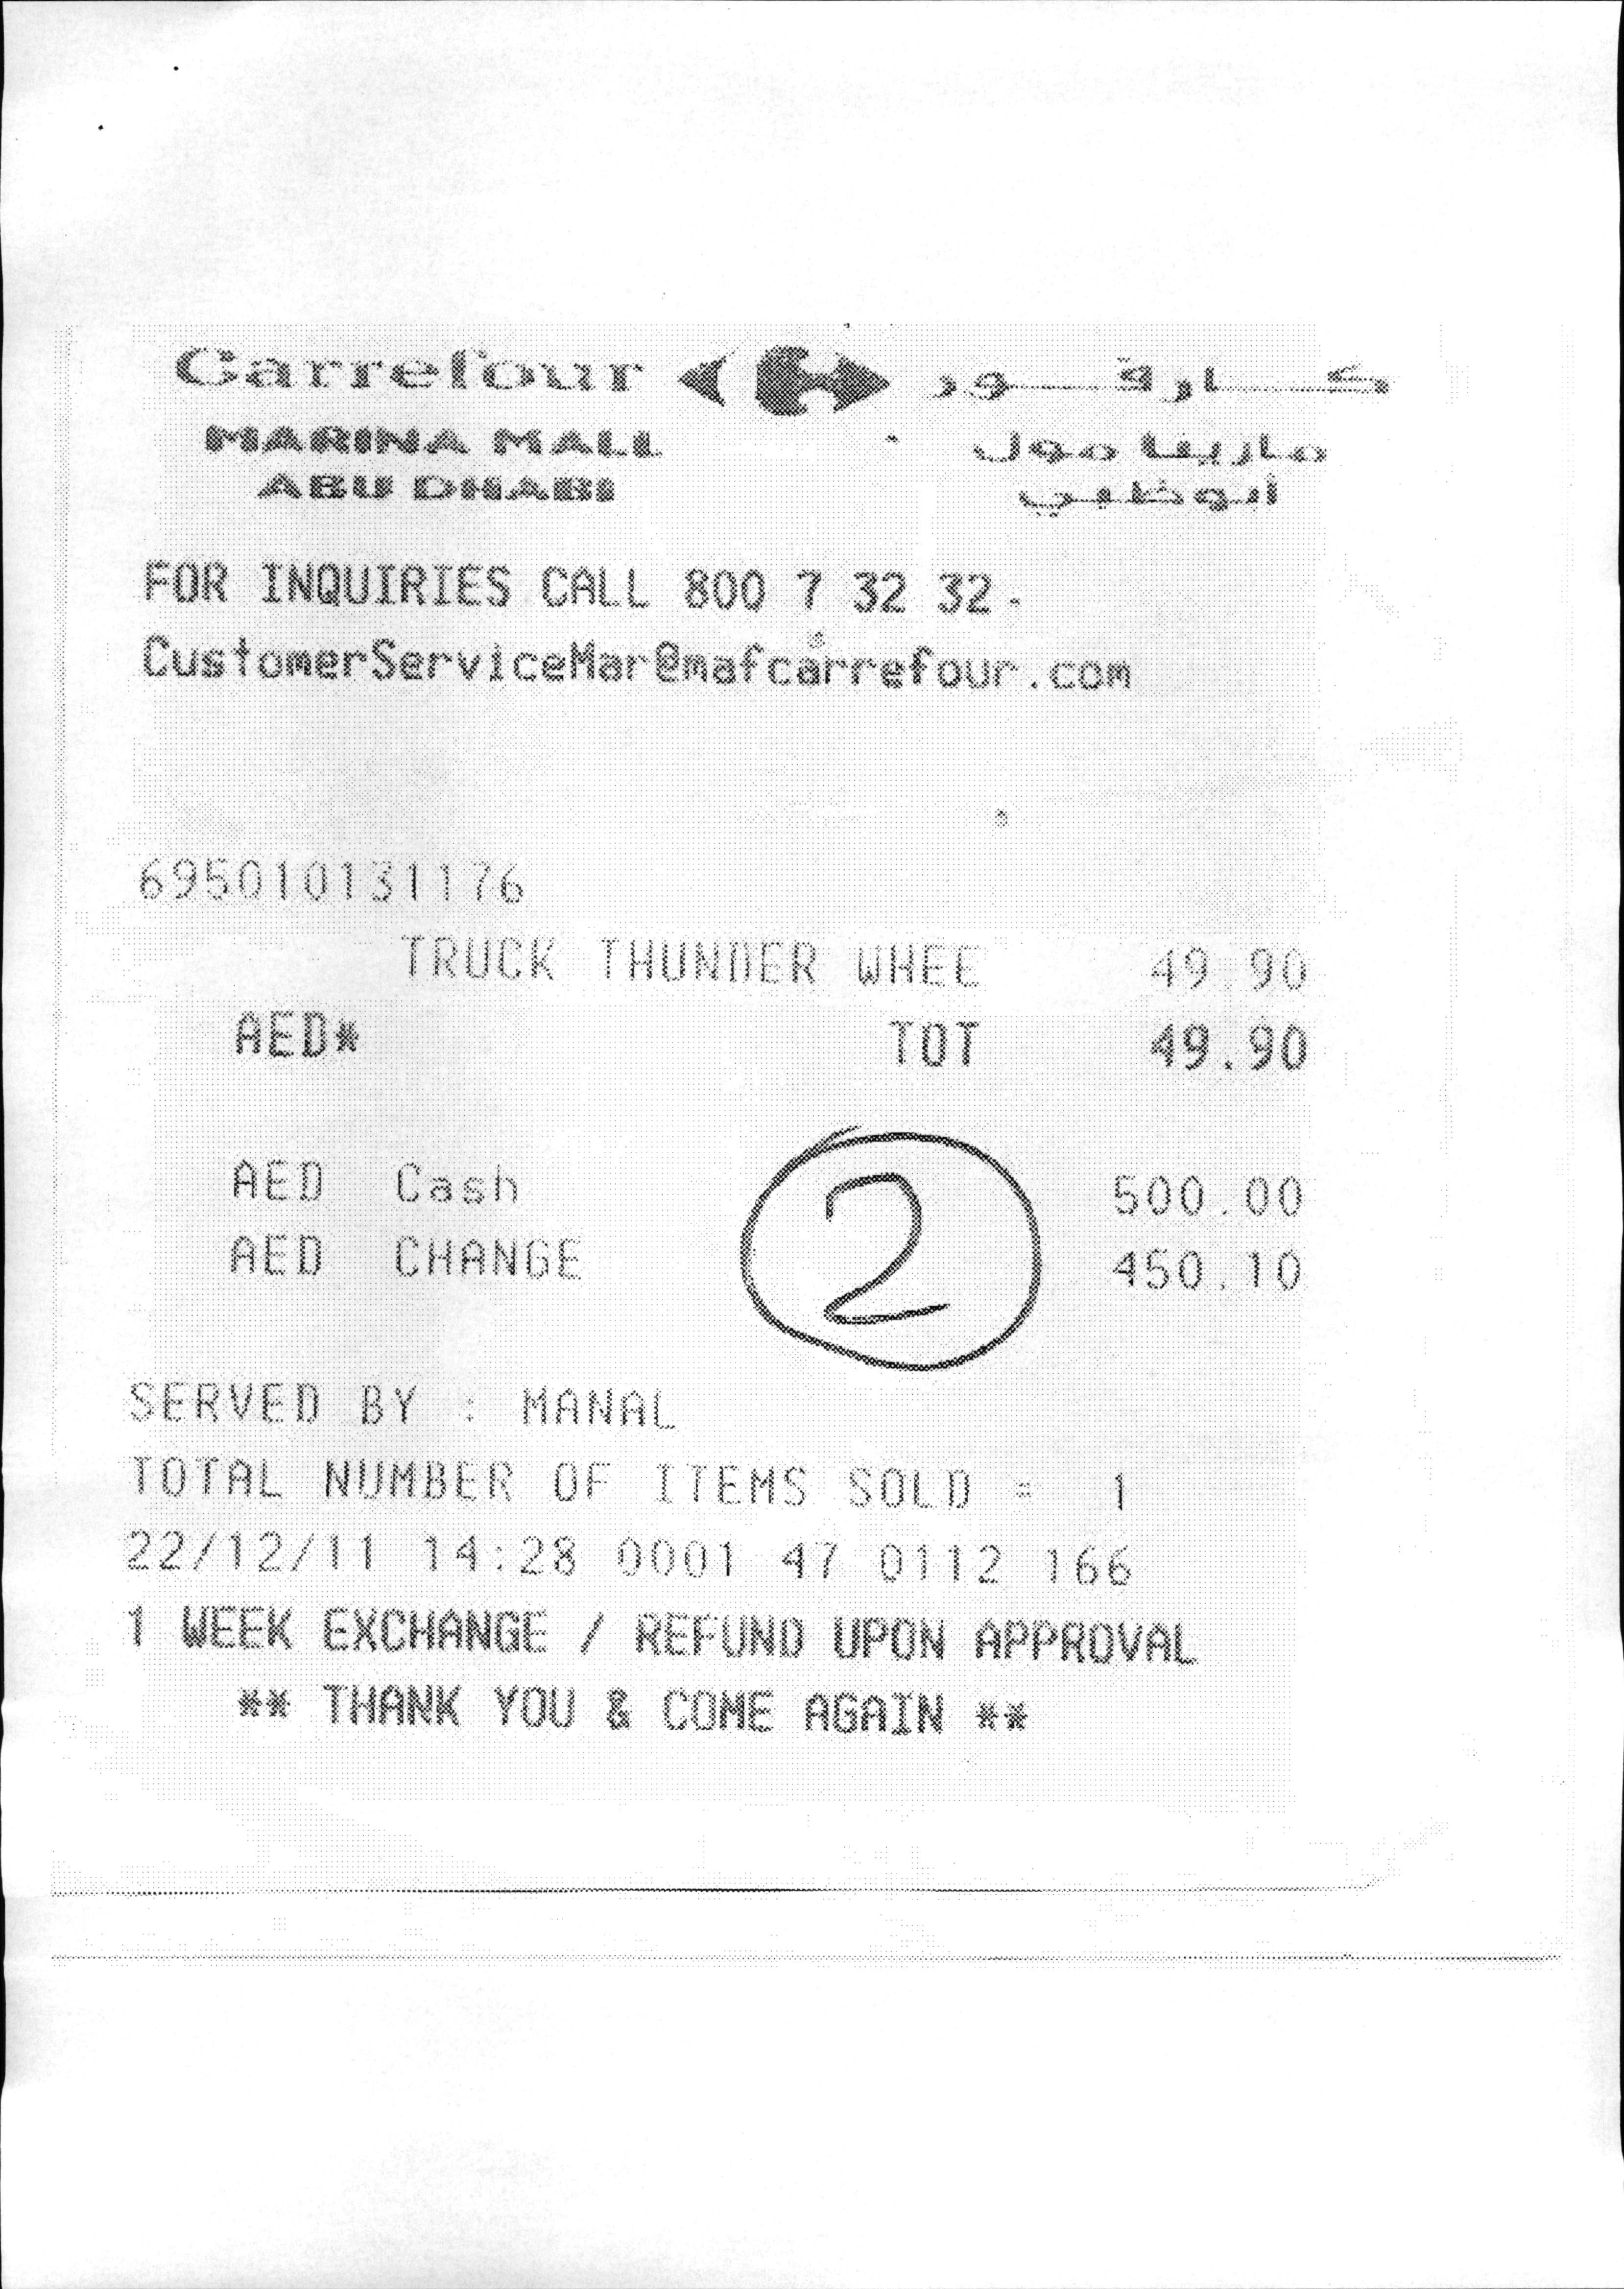 Carrefour كارفور
MARINA MALL مارينا مول
ABU DHABI أبوظبي
FOR INQUIRIES CALL 800 7 32 32.
CustomerServiceMar@mafcarrefour.com
695010131176
TRUCK THUNDER WHEE 49.90
AED* TOT 49.90
AED Cash 500.00
AED CHANGE 450.10
2
SERVED BY : MANAL
TOTAL NUMBER OF ITEMS SOLD = 1
22/12/11 14:28 0001 47 0112 166
1 WEEK EXCHANGE / REFUND UPON APPROVAL
** THANK YOU & COME AGAIN **